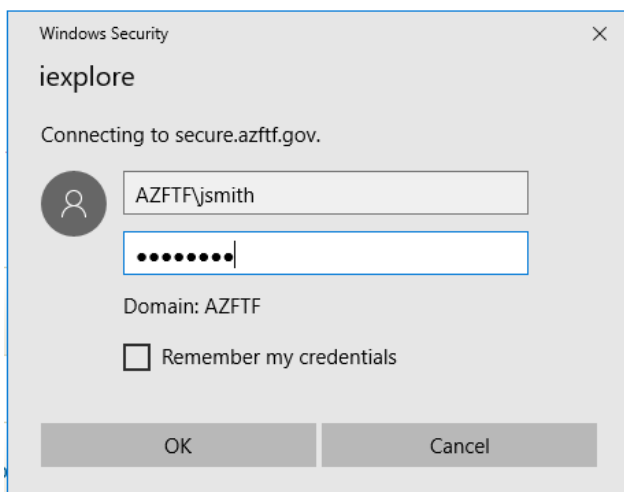 Windows Security
iexplore
Connecting to secure.azftf.gov.
AZFTF\jsmith
●●●●●●●●
Domain: AZFTF
Remember my credentials
OK Cancel